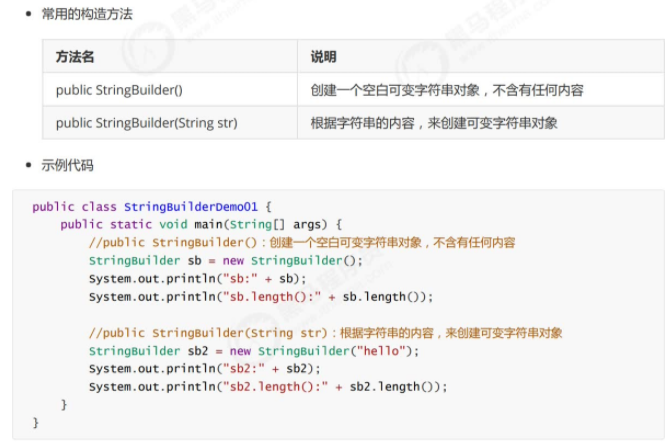 常用的构造方法
方法名 说明
public StringBuilder() 创建一个空白可变字符串对象，不含有任何内容
public StringBuilder(String str) 根据字符串的内容，来创建可变字符串对象
示例代码
public class StringBuilderDemo01 {
public static void main(String[] args) {
//public StringBuilder()：创建一个空白可变字符串对象，不含有任何内容
StringBuilder sb = new StringBuilder();
System.out.println("sb:" + sb);
System.out.println("sb.length():" + sb.length());
//public StringBuilder(String str)：根据字符串的内容，来创建可变字符串对象
StringBuilder sb2 = new StringBuilder("hello");
System.out.println("sb2:" + sb2);
System.out.println("sb2.length():" + sb2.length());
}
}